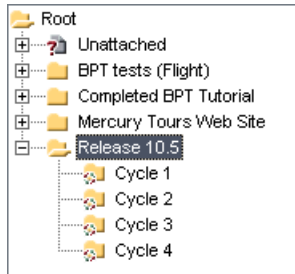 Root
Unattached
BPT tests (Flight)
Completed BPT Tutorial
Mercury Tours Web Site
Release 10.5
Cycle 1
Cycle 2
Cycle 3
Cycle 4